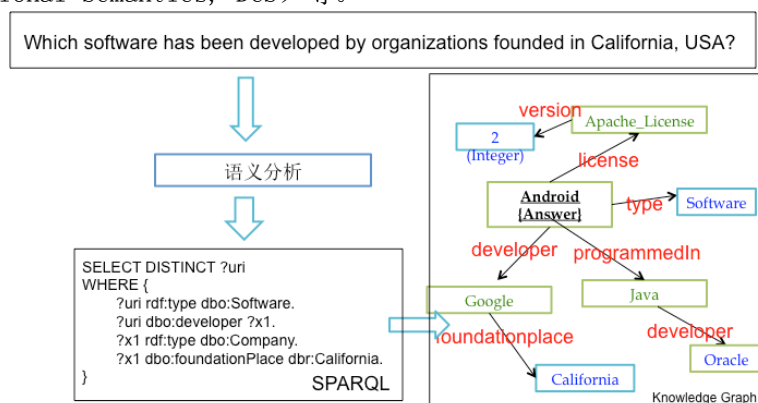 Which software has been developed by organizations founded in California, USA?
语义分析
SELECT DISTINCT ?uri
WHERE {
?uri rdf:type dbo:Software.
?uri dbo:developer ?x1.
?x1 rdf:type dbo:Company.
?x1 dbo:foundationPlace dbr:California.
}
SPARQL
version
Apache_License
2
(Integer)
license
Android
{Answer}
type
Software
developer
programmedIn
Google
Java
foundationplace
developer
California
Oracle
Knowledge Graph